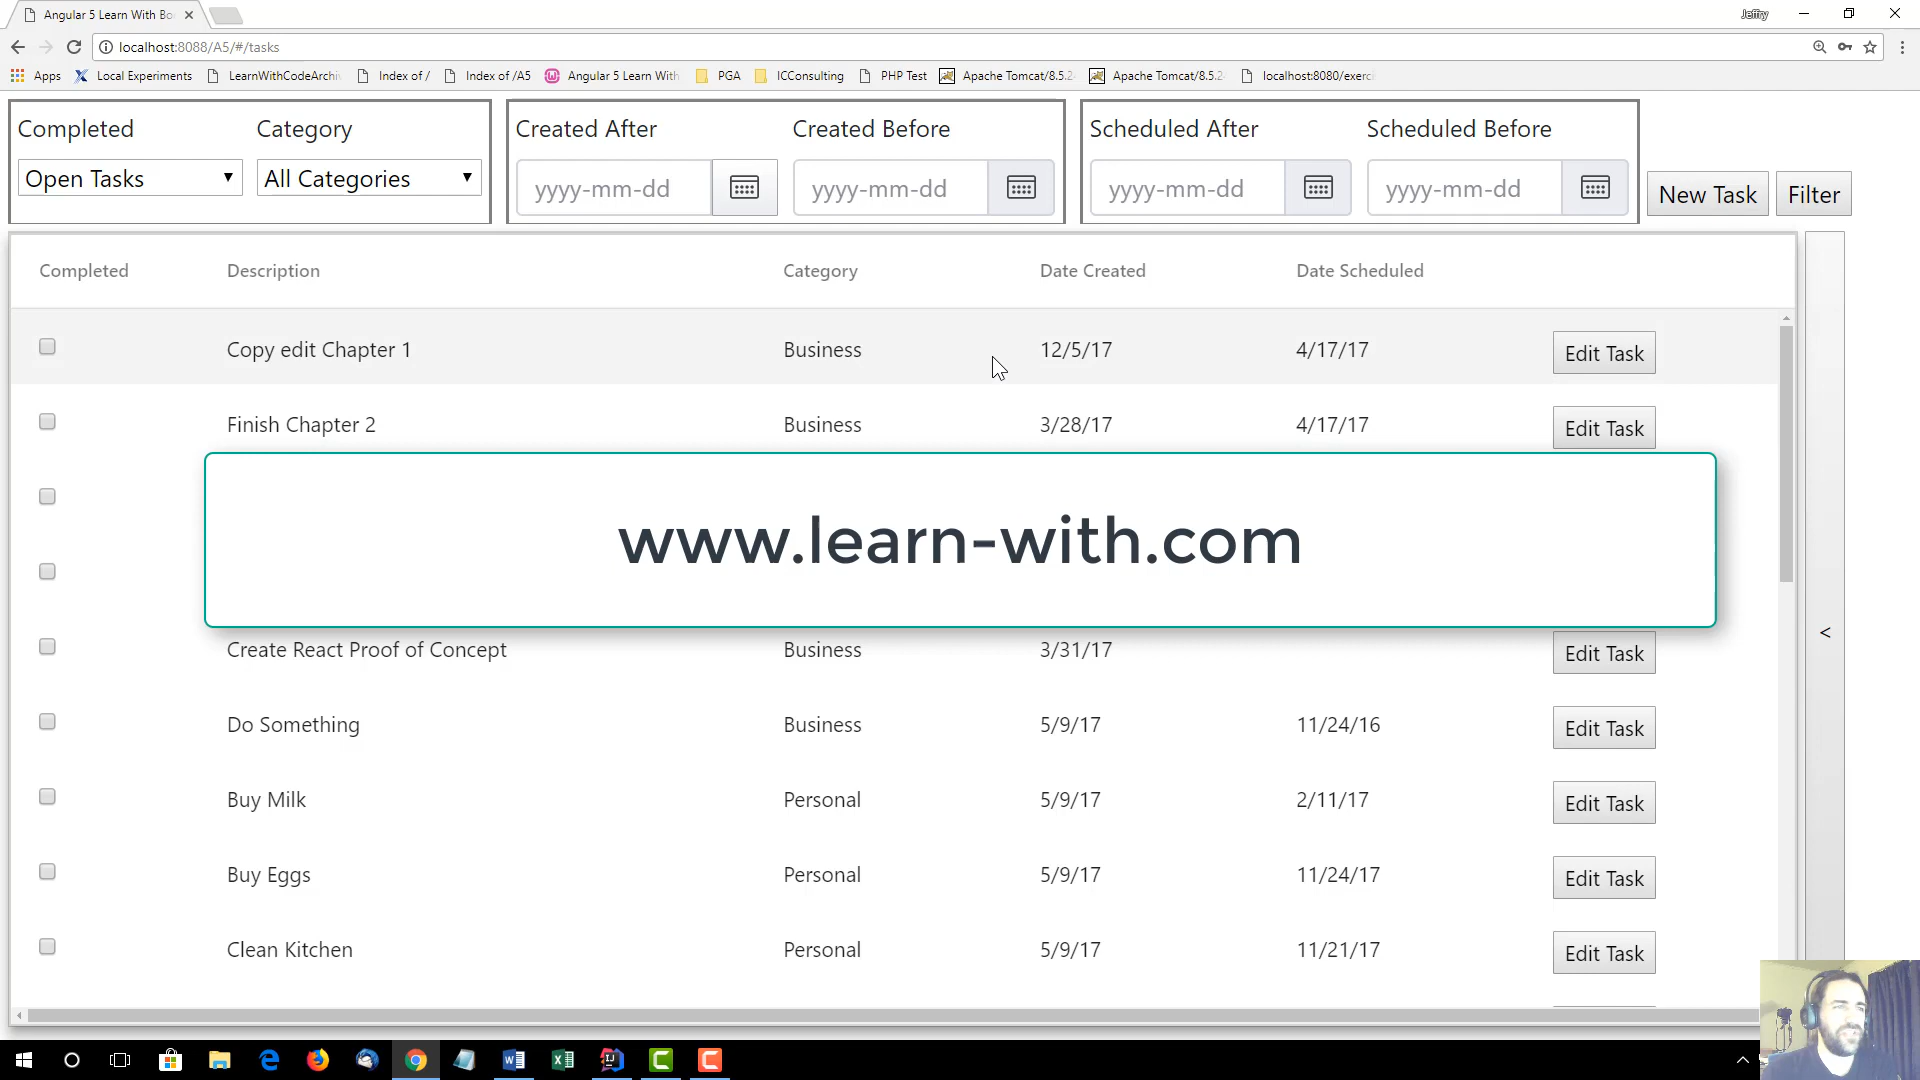 Angular 5 Learn With Bo
Jeffry
localhost:8088/A5/#/tasks
Apps
Local Experiments
LearnWithCodeArchi
Index of /
Index of /A5
Angular 5 Learn With
PGA
ICConsulting
PHP Test
Apache Tomcat/8.5.2
Apache Tomcat/8.5.2
localhost:8080/exerci
Completed
Category
Created After
Created Before
Scheduled After
Scheduled Before
Open Tasks
All Categories
yyyy-mm-dd
yyyy-mm-dd
yyyy-mm-dd
yyyy-mm-dd
New Task
Filter
Completed Description Category Date Created Date Scheduled
Copy edit Chapter 1 Business 12/5/17 4/17/17 Edit Task
Finish Chapter 2 Business 3/28/17 4/17/17 Edit Task
www.learn-with.com
Create React Proof of Concept Business 3/31/17 Edit Task
<
Do Something Business 5/9/17 11/24/16 Edit Task
Buy Milk Personal 5/9/17 2/11/17 Edit Task
Buy Eggs Personal 5/9/17 11/24/17 Edit Task
Clean Kitchen Personal 5/9/17 11/21/17 Edit Task